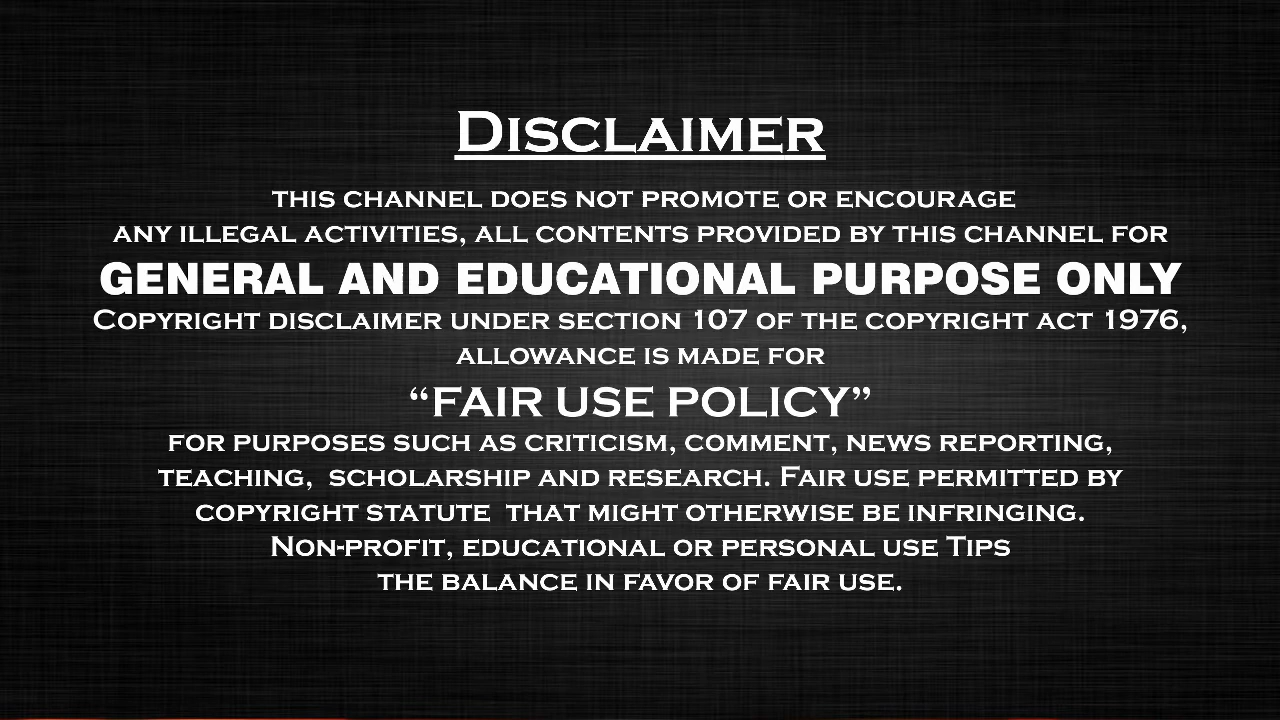 DISCLAIMER
THIS CHANNEL DOES NOT PROMOTE OR ENCOURAGE
ANY ILLEGAL ACTIVITIES, ALL CONTENTS PROVIDED BY THIS CHANNEL FOR
GENERAL AND EDUCATIONAL PURPOSE ONLY
COPYRIGHT DISCLAIMER UNDER SECTION 107 OF THE COPYRIGHT ACT 1976,
ALLOWANCE IS MADE FOR
“FAIR USE POLICY”
FOR PURPOSES SUCH AS CRITICISM, COMMENT, NEWS REPORTING,
TEACHING, SCHOLARSHIP AND RESEARCH. FAIR USE PERMITTED BY
COPYRIGHT STATUTE THAT MIGHT OTHERWISE BE INFRINGING.
NON-PROFIT, EDUCATIONAL OR PERSONAL USE TIPS
THE BALANCE IN FAVOR OF FAIR USE.